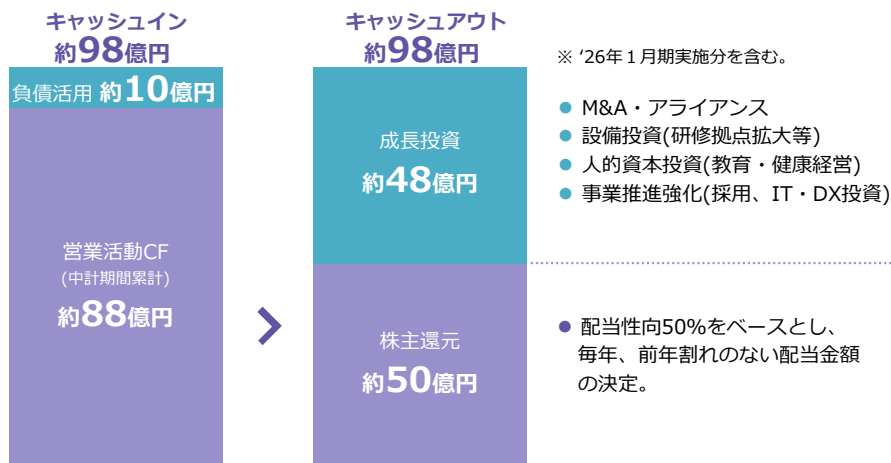 キャッシュイン
約98億円
負債活用 約10億円
営業活動CF
(中計期間累計)
約88億円
キャッシュアウト
約98億円
成長投資
約48億円
株主還元
約50億円
※ ‘26年１月期実施分を含む。
● M&A・アライアンス
● 設備投資(研修拠点拡大等)
● 人的資本投資(教育・健康経営)
● 事業推進強化(採用、IT・DX投資)
● 配当性向50%をベースとし、
毎年、前年割れのない配当金額
の決定。